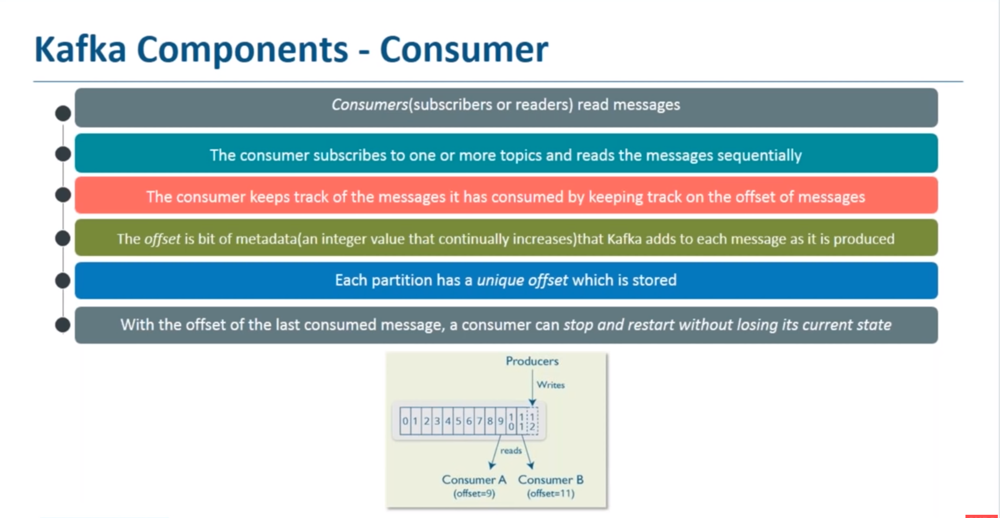 Kafka Components - Consumer
Consumers(subscribers or readers) read messages
The consumer subscribes to one or more topics and reads the messages sequentially
The consumer keeps track of the messages it has consumed by keeping track on the offset of messages
The offset is bit of metadata(an integer value that continually increases)that Kafka adds to each message as it is produced
Each partition has a unique offset which is stored
With the offset of the last consumed message, a consumer can stop and restart without losing its current state
Producers
Writes
0 1 2 3 4 5 6 7 8 9 10 11 12
reads
Consumer A Consumer B
(offset=9) (offset=11)